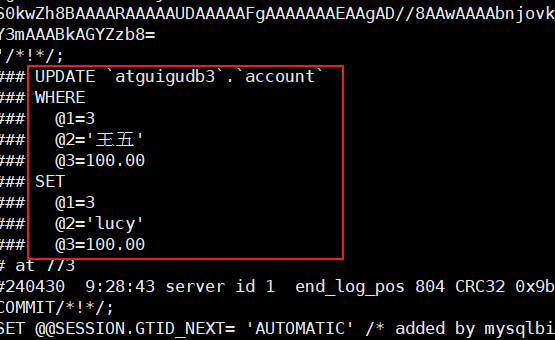 S0kwZh8BAAAARAAAAAUDAAAAAFgAAAAAAAEAAgAD//8AAwAAAAbnjovk
Y3mAAABkAGYZzb8=
'/*!*/;
### UPDATE `atguigudb3`.`account`
### WHERE
###   @1=3
###   @2='王五'
###   @3=100.00
### SET
###   @1=3
###   @2='lucy'
###   @3=100.00
# at 773
#240430  9:28:43 server id 1  end_log_pos 804 CRC32 0x9b
COMMIT/*!*/;
SET @@SESSION.GTID_NEXT= 'AUTOMATIC' /* added by mysqlbi